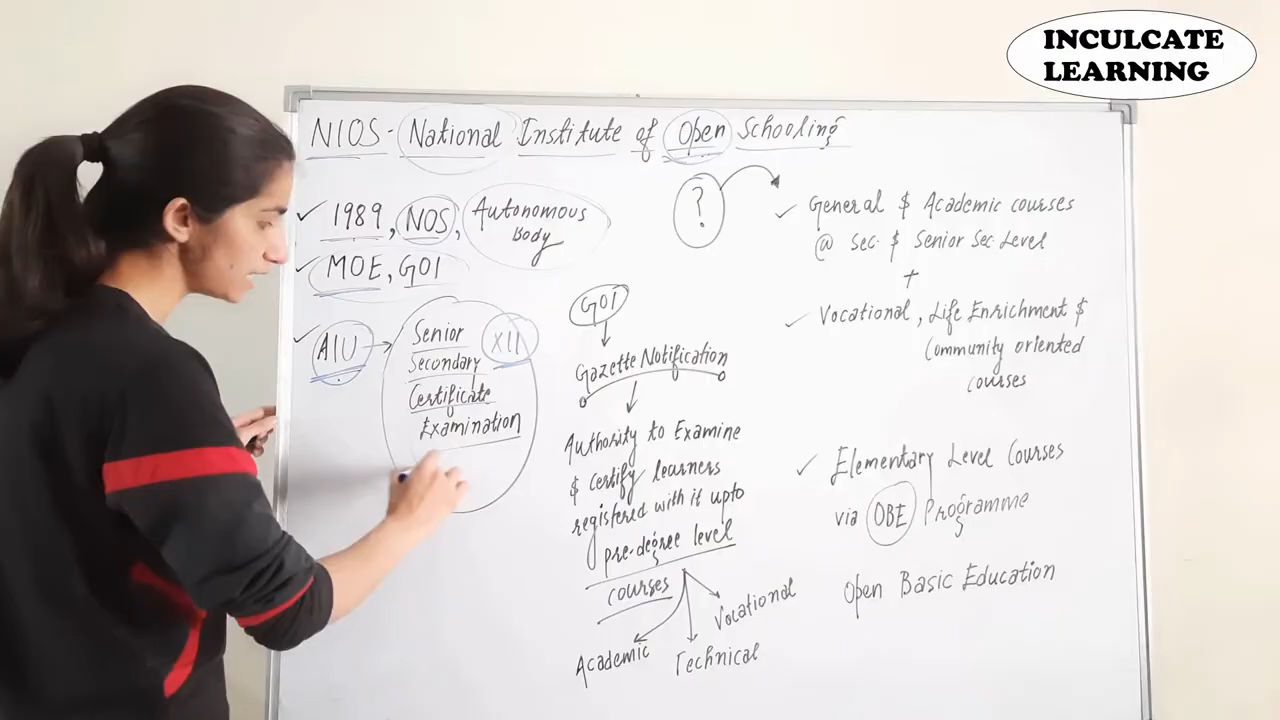 INCULCATE
LEARNING
NIOS - National Institute of Open Schooling
1989, NOS, Autonomous
Body
MOE, GOI
AIU → Senior XII
Secondary
Certificate
Examination
GOI
Gazette Notification
Authority to Examine
& certify learners
registered with it upto
pre-degree level
courses
Academic
Technical
Vocational
?
General & Academic courses
@ Sec. & Senior Sec. Level
+
Vocational, Life Enrichment &
Community oriented
courses
Elementary Level Courses
via OBE Programme
Open Basic Education